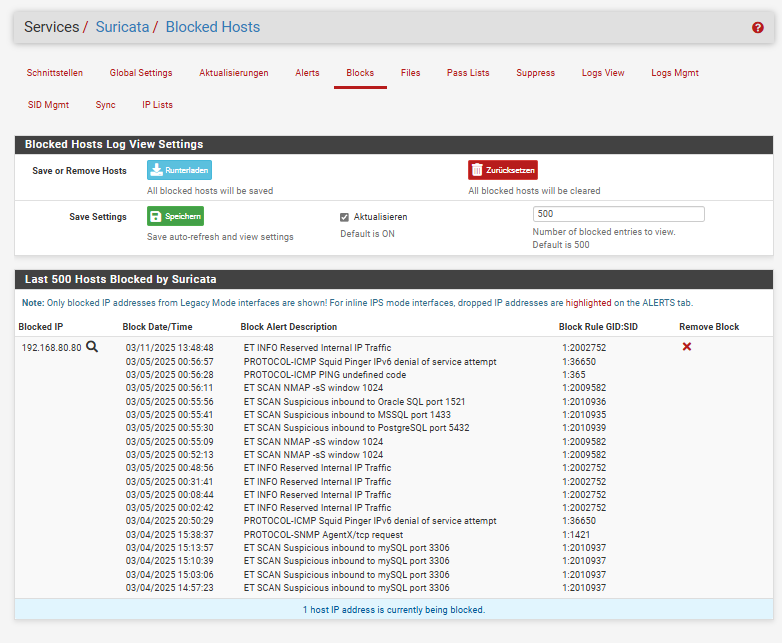 Services / Suricata / Blocked Hosts
Schnittstellen Global Settings Aktualisierungen Alerts Blocks Files Pass Lists Suppress Logs View Logs Mgmt
SID Mgmt Sync IP Lists
Blocked Hosts Log View Settings
Save or Remove Hosts Runterladen Zurücksetzen
All blocked hosts will be saved All blocked hosts will be cleared
Save Settings Speichern Aktualisieren 500
Save auto-refresh and view settings Default is ON Number of blocked entries to view.
Default is 500
Last 500 Hosts Blocked by Suricata
Note: Only blocked IP addresses from Legacy Mode interfaces are shown! For inline IPS mode interfaces, dropped IP addresses are highlighted on the ALERTS tab.
Blocked IP Block Date/Time Block Alert Description Block Rule GID:SID Remove Block
192.168.80.80 03/11/2025 13:48:48 ET INFO Reserved Internal IP Traffic 1:2002752
03/05/2025 00:56:57 PROTOCOL-ICMP Squid Pinger IPv6 denial of service attempt 1:36650
03/05/2025 00:56:28 PROTOCOL-ICMP PING undefined code 1:365
03/05/2025 00:56:11 ET SCAN NMAP -sS window 1024 1:2009582
03/05/2025 00:55:56 ET SCAN Suspicious inbound to Oracle SQL port 1521 1:2010936
03/05/2025 00:55:41 ET SCAN Suspicious inbound to MSSQL port 1433 1:2010935
03/05/2025 00:55:30 ET SCAN Suspicious inbound to PostgreSQL port 5432 1:2010939
03/05/2025 00:55:09 ET SCAN NMAP -sS window 1024 1:2009582
03/05/2025 00:52:13 ET SCAN NMAP -sS window 1024 1:2009582
03/05/2025 00:48:56 ET INFO Reserved Internal IP Traffic 1:2002752
03/05/2025 00:31:41 ET INFO Reserved Internal IP Traffic 1:2002752
03/05/2025 00:08:44 ET INFO Reserved Internal IP Traffic 1:2002752
03/05/2025 00:02:42 ET INFO Reserved Internal IP Traffic 1:2002752
03/04/2025 20:50:29 PROTOCOL-ICMP Squid Pinger IPv6 denial of service attempt 1:36650
03/04/2025 15:38:37 PROTOCOL-SNMP AgentX/tcp request 1:1421
03/04/2025 15:13:57 ET SCAN Suspicious inbound to mySQL port 3306 1:2010937
03/04/2025 15:10:39 ET SCAN Suspicious inbound to mySQL port 3306 1:2010937
03/04/2025 15:03:06 ET SCAN Suspicious inbound to mySQL port 3306 1:2010937
03/04/2025 14:57:23 ET SCAN Suspicious inbound to mySQL port 3306 1:2010937
1 host IP address is currently being blocked.